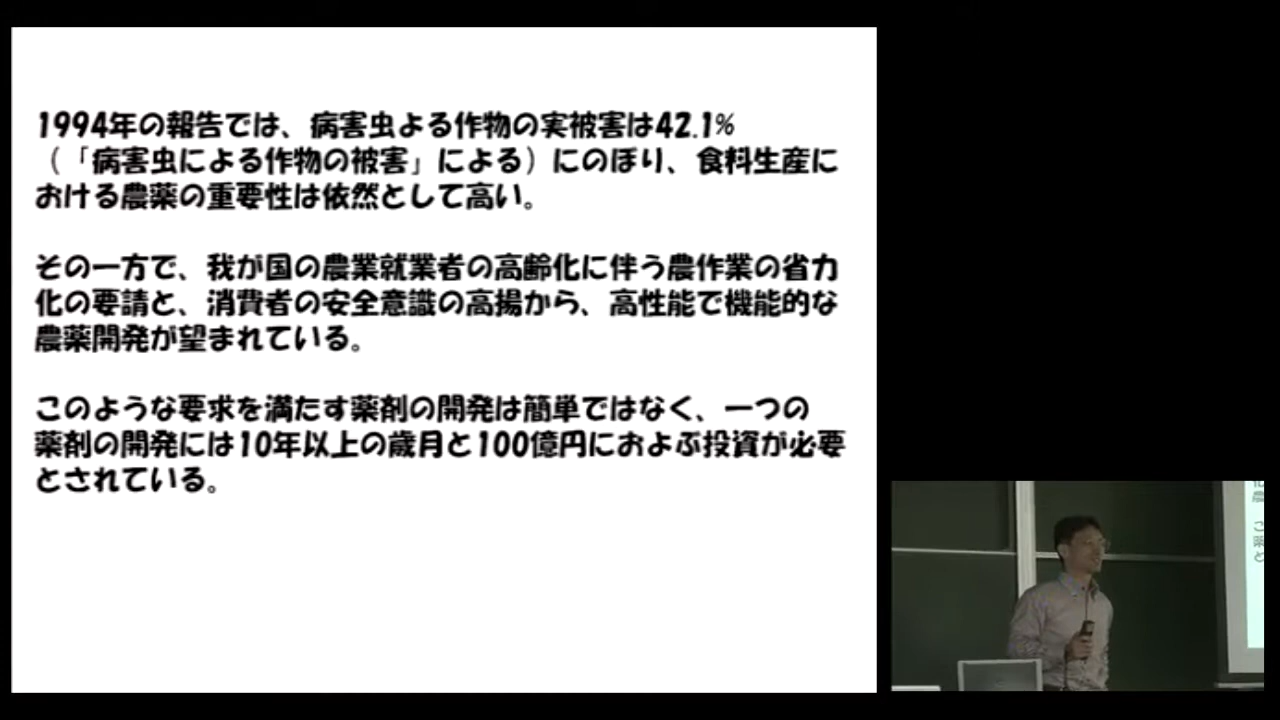 1994年の報告では、病害虫よる作物の実被害は42.1%
（「病害虫による作物の被害」による）にのぼり、食料生産に
おける農薬の重要性は依然として高い。
その一方で、我が国の農業就業者の高齢化に伴う農作業の省力
化の要請と、消費者の安全意識の高揚から、高性能で機能的な
農薬開発が望まれている。
このような要求を満たす薬剤の開発は簡単ではなく、一つの
薬剤の開発には10年以上の歳月と100億円におよぶ投資が必要
とされている。
化
農
こ
薬
と